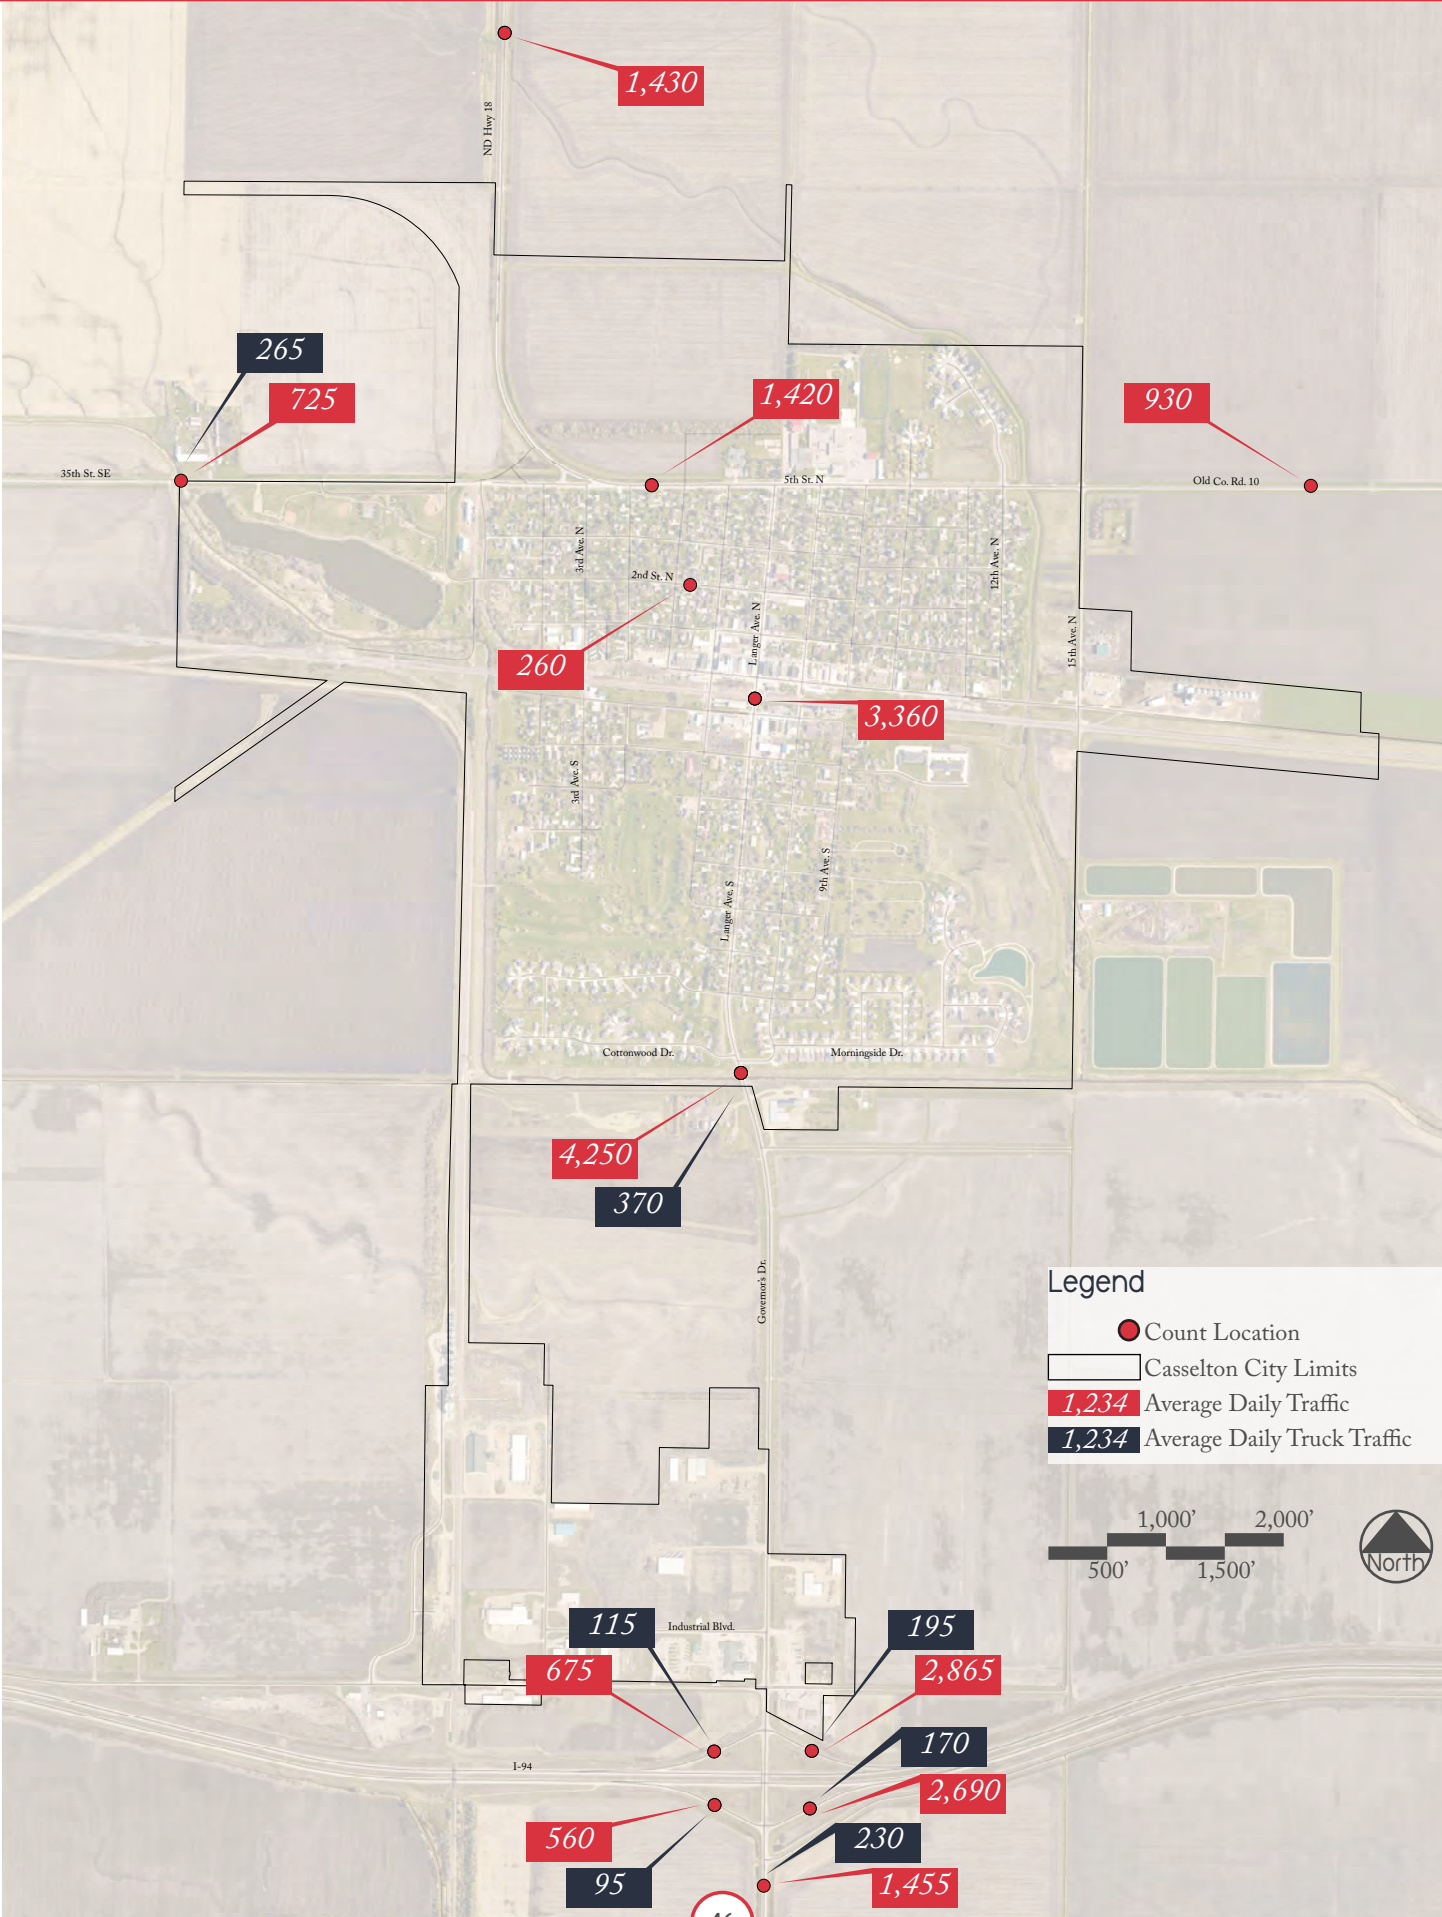 1,430
ND Hwy 18
265
725
1,420
930
35th St. SE
5th St. N
Old Co. Rd. 10
3rd Ave. N
2nd St. N
12th Ave. N
Langer Ave. N
15th Ave. N
260
3,360
3rd Ave. S
9th Ave. S
Langer Ave. S
Cottonwood Dr.
Morningside Dr.
4,250
370
Governor's Dr.
Legend
Count Location
Casselton City Limits
1,234 Average Daily Traffic
1,234 Average Daily Truck Traffic
1,000’ 2,000’
500’ 1,500’
North
115
Industrial Blvd.
195
675
2,865
170
I-94
2,690
560
230
95
1,455